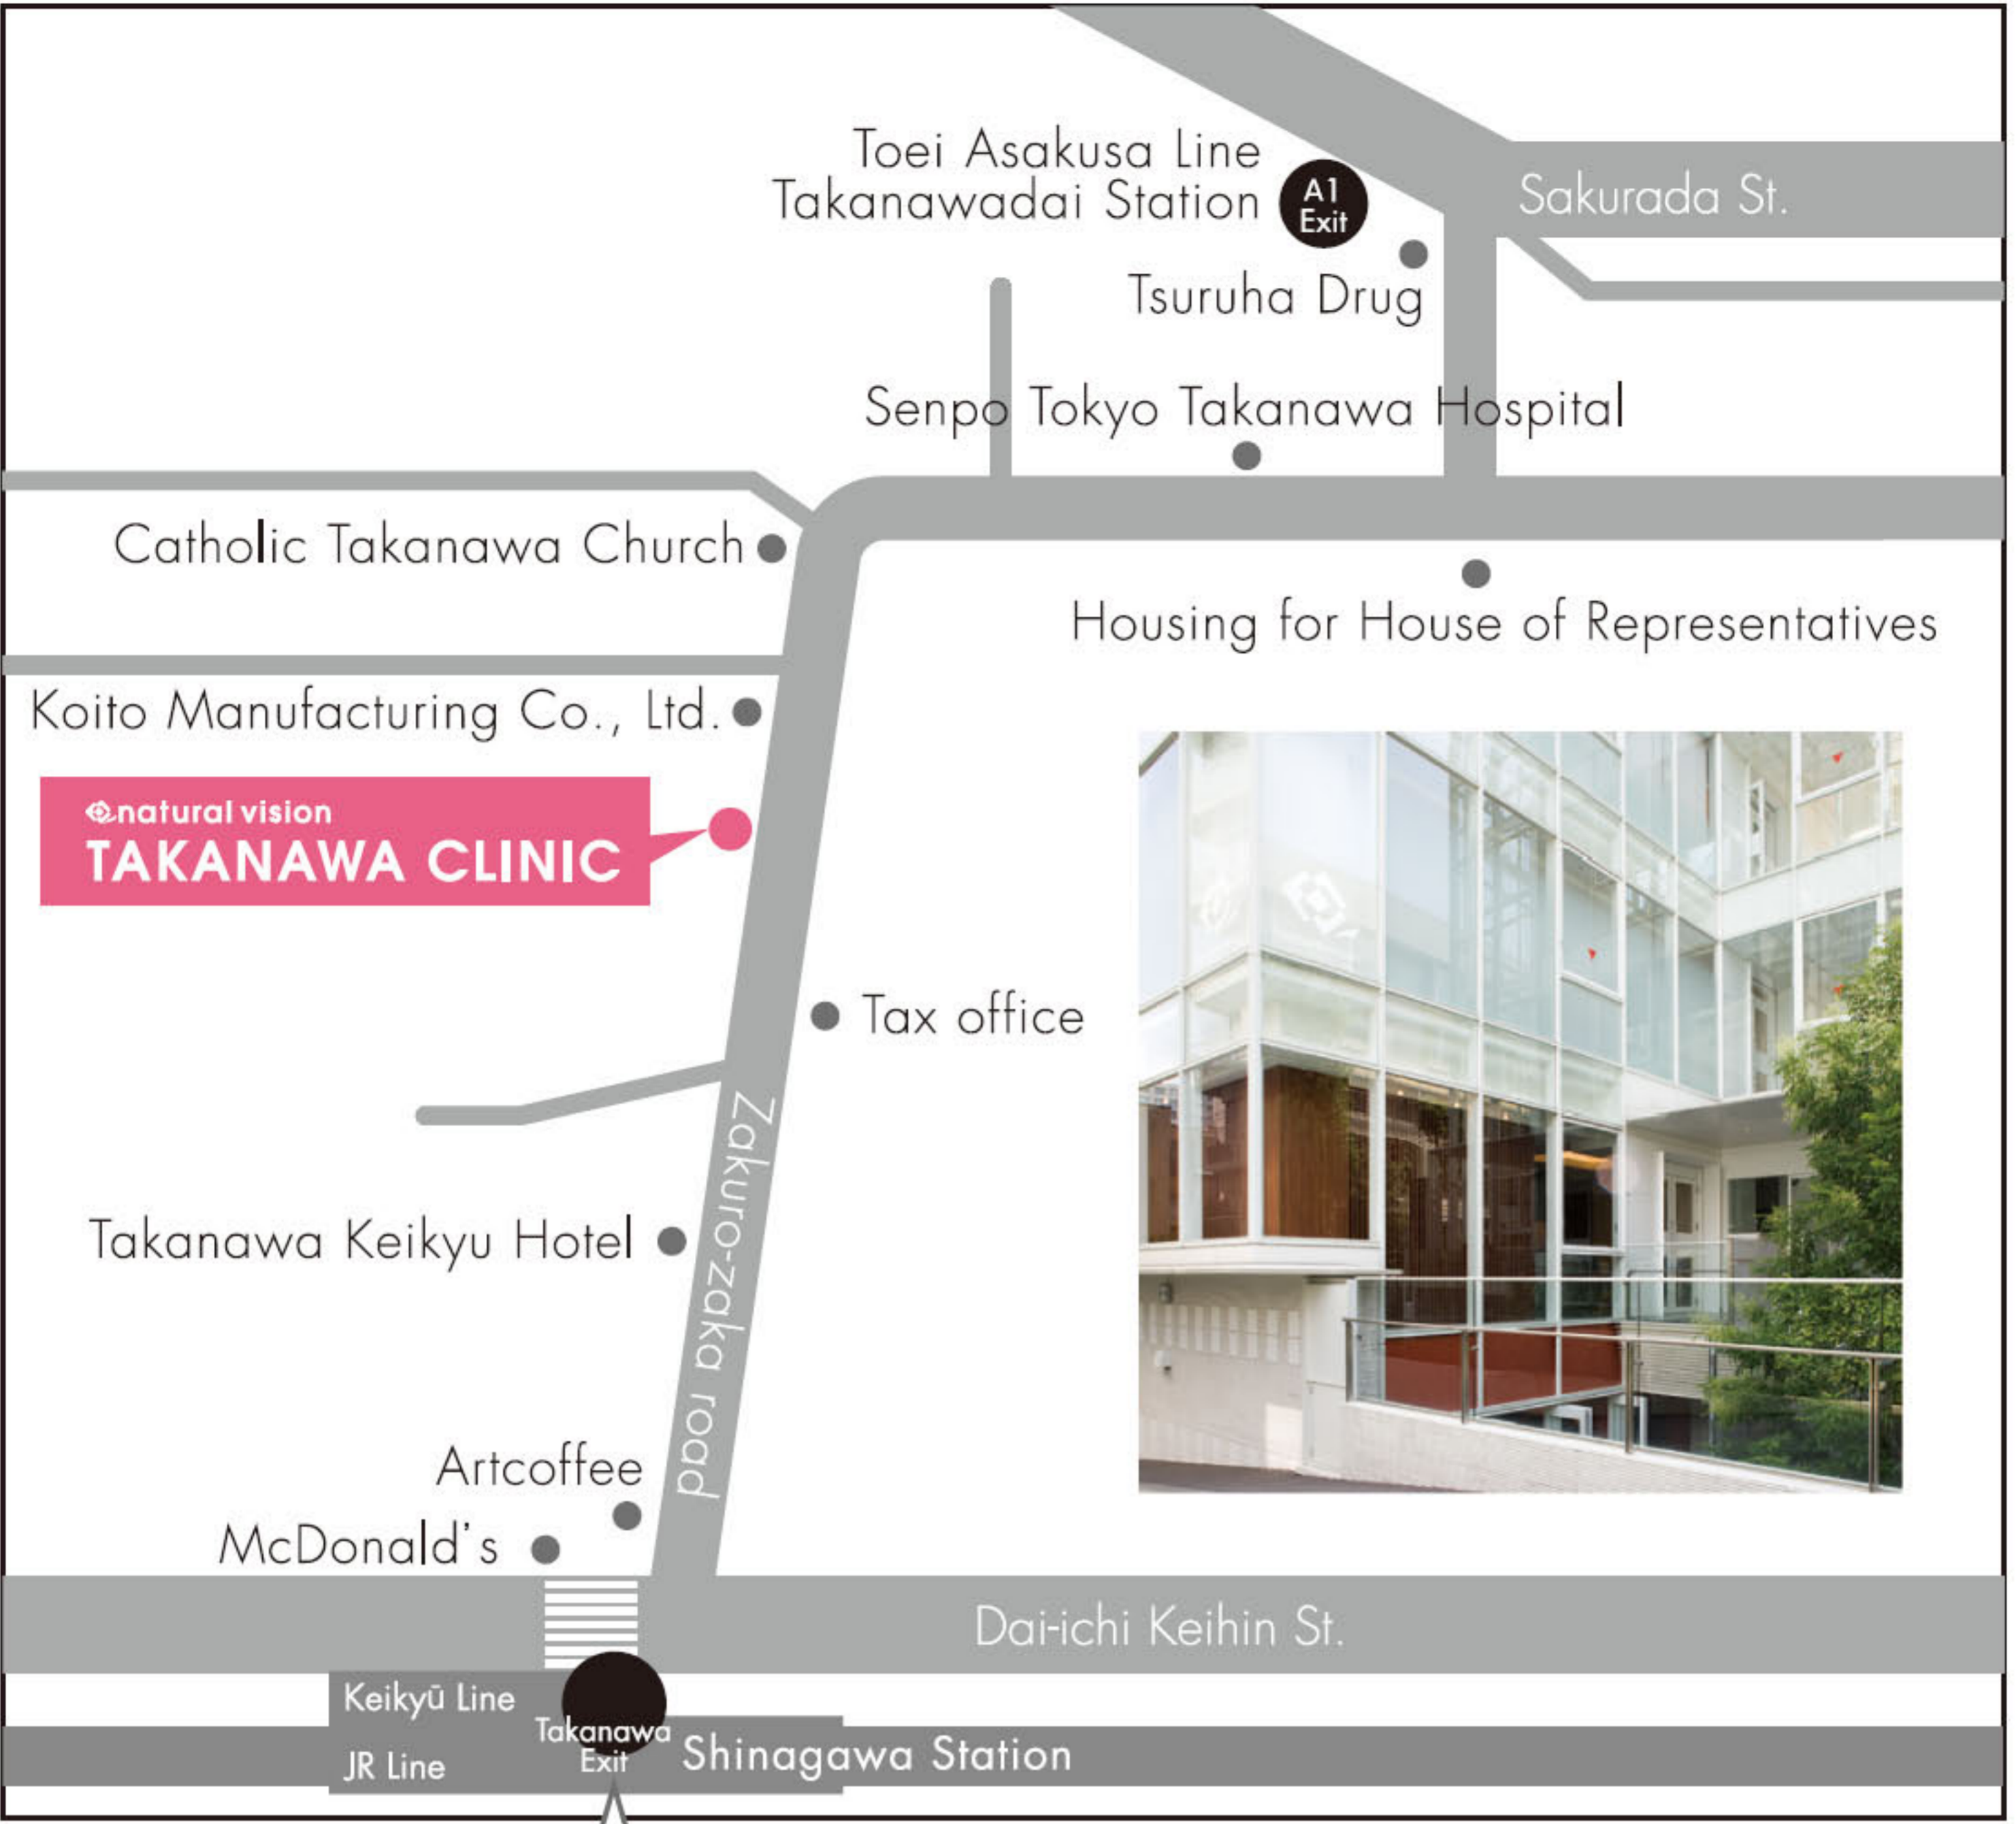 Toei Asakusa Line
Takanawadai Station
A1
Exit
Sakurada St.
Tsuruha Drug
Senpo Tokyo Takanawa Hospital
Catholic Takanawa Church
Housing for House of Representatives
Koito Manufacturing Co., Ltd.
natural vision
TAKANAWA CLINIC
Tax office
Zakuro-zaka road
Takanawa Keikyu Hotel
Artcoffee
McDonald's
Dai-ichi Keihin St.
Keikyū Line
JR Line
Takanawa
Exit
Shinagawa Station